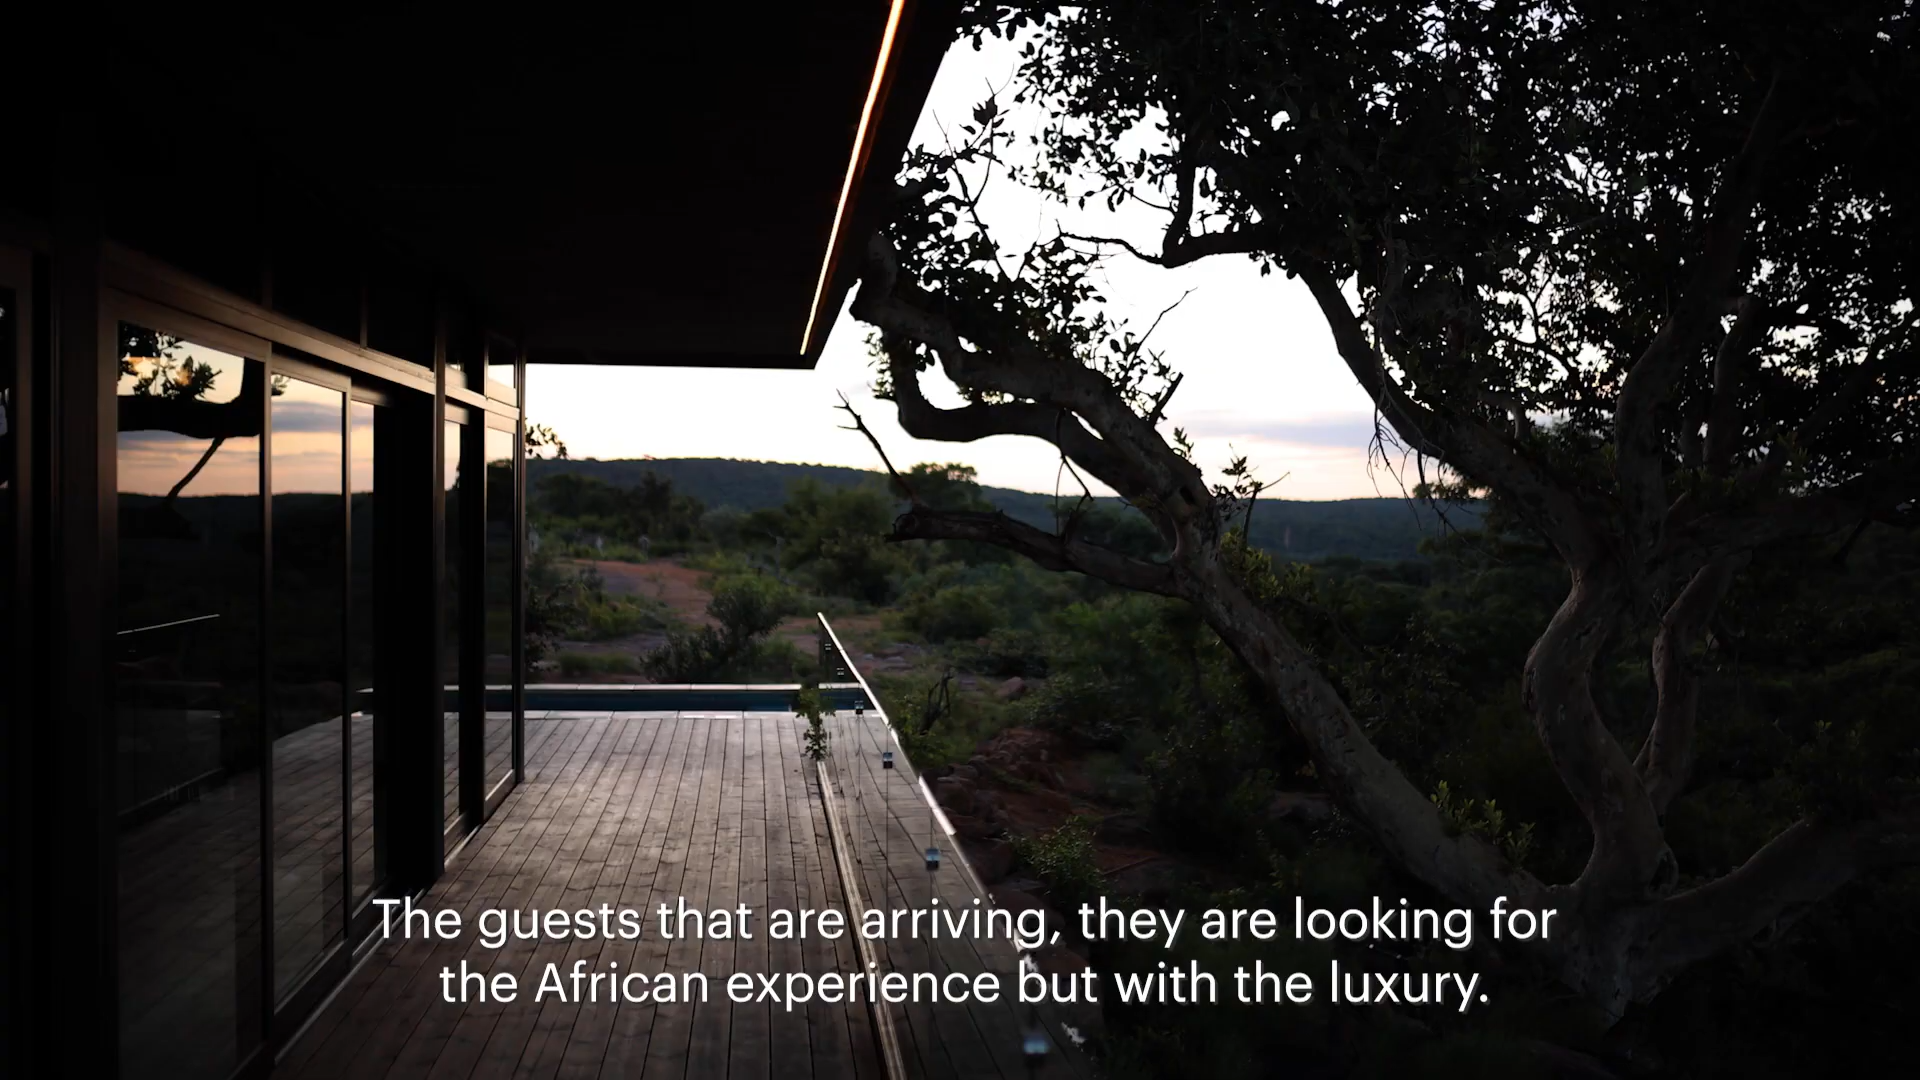 The guests that are arriving, they are looking for
the African experience but with the luxury.